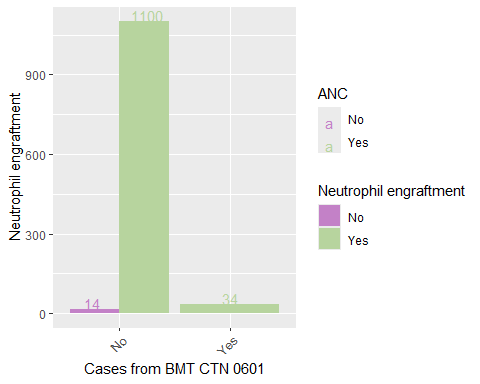 1100
900
600
300
0
14
34
No
Yes
Neutrophil engraftment
Cases from BMT CTN 0601
ANC
a No
a Yes
Neutrophil engraftment
No
Yes